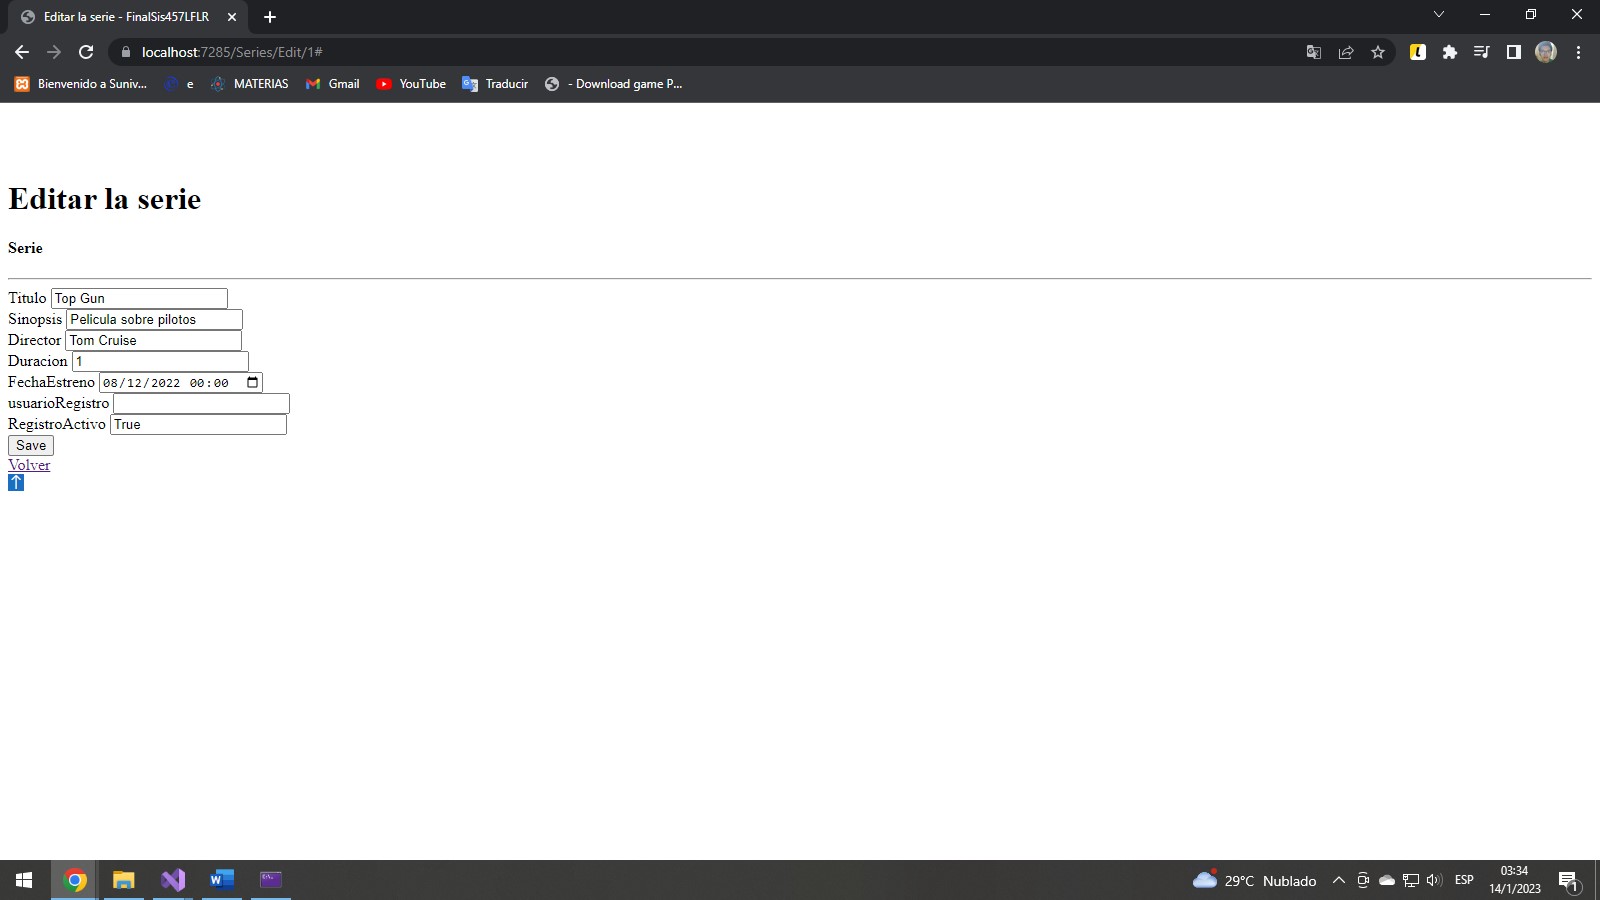 Editar la serie - FinalSis457LFLR
localhost:7285/Series/Edit/1#
Bienvenido a Suniv... e MATERIAS Gmail YouTube Traducir - Download game P...
Editar la serie
Serie
Titulo Top Gun
Sinopsis Pelicula sobre pilotos
Director Tom Cruise
Duracion 1
FechaEstreno 08/12/2022 00:00
usuarioRegistro
RegistroActivo True
Save
Volver
↑
29°C Nublado ESP 03:34
14/1/2023
1